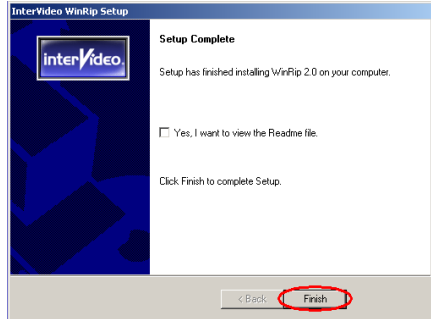 InterVideo WinRip Setup
interVideo.
Setup Complete
Setup has finished installing WinRip 2.0 on your computer.
Yes, I want to view the Readme file.
Click Finish to complete Setup.
< Back
Finish